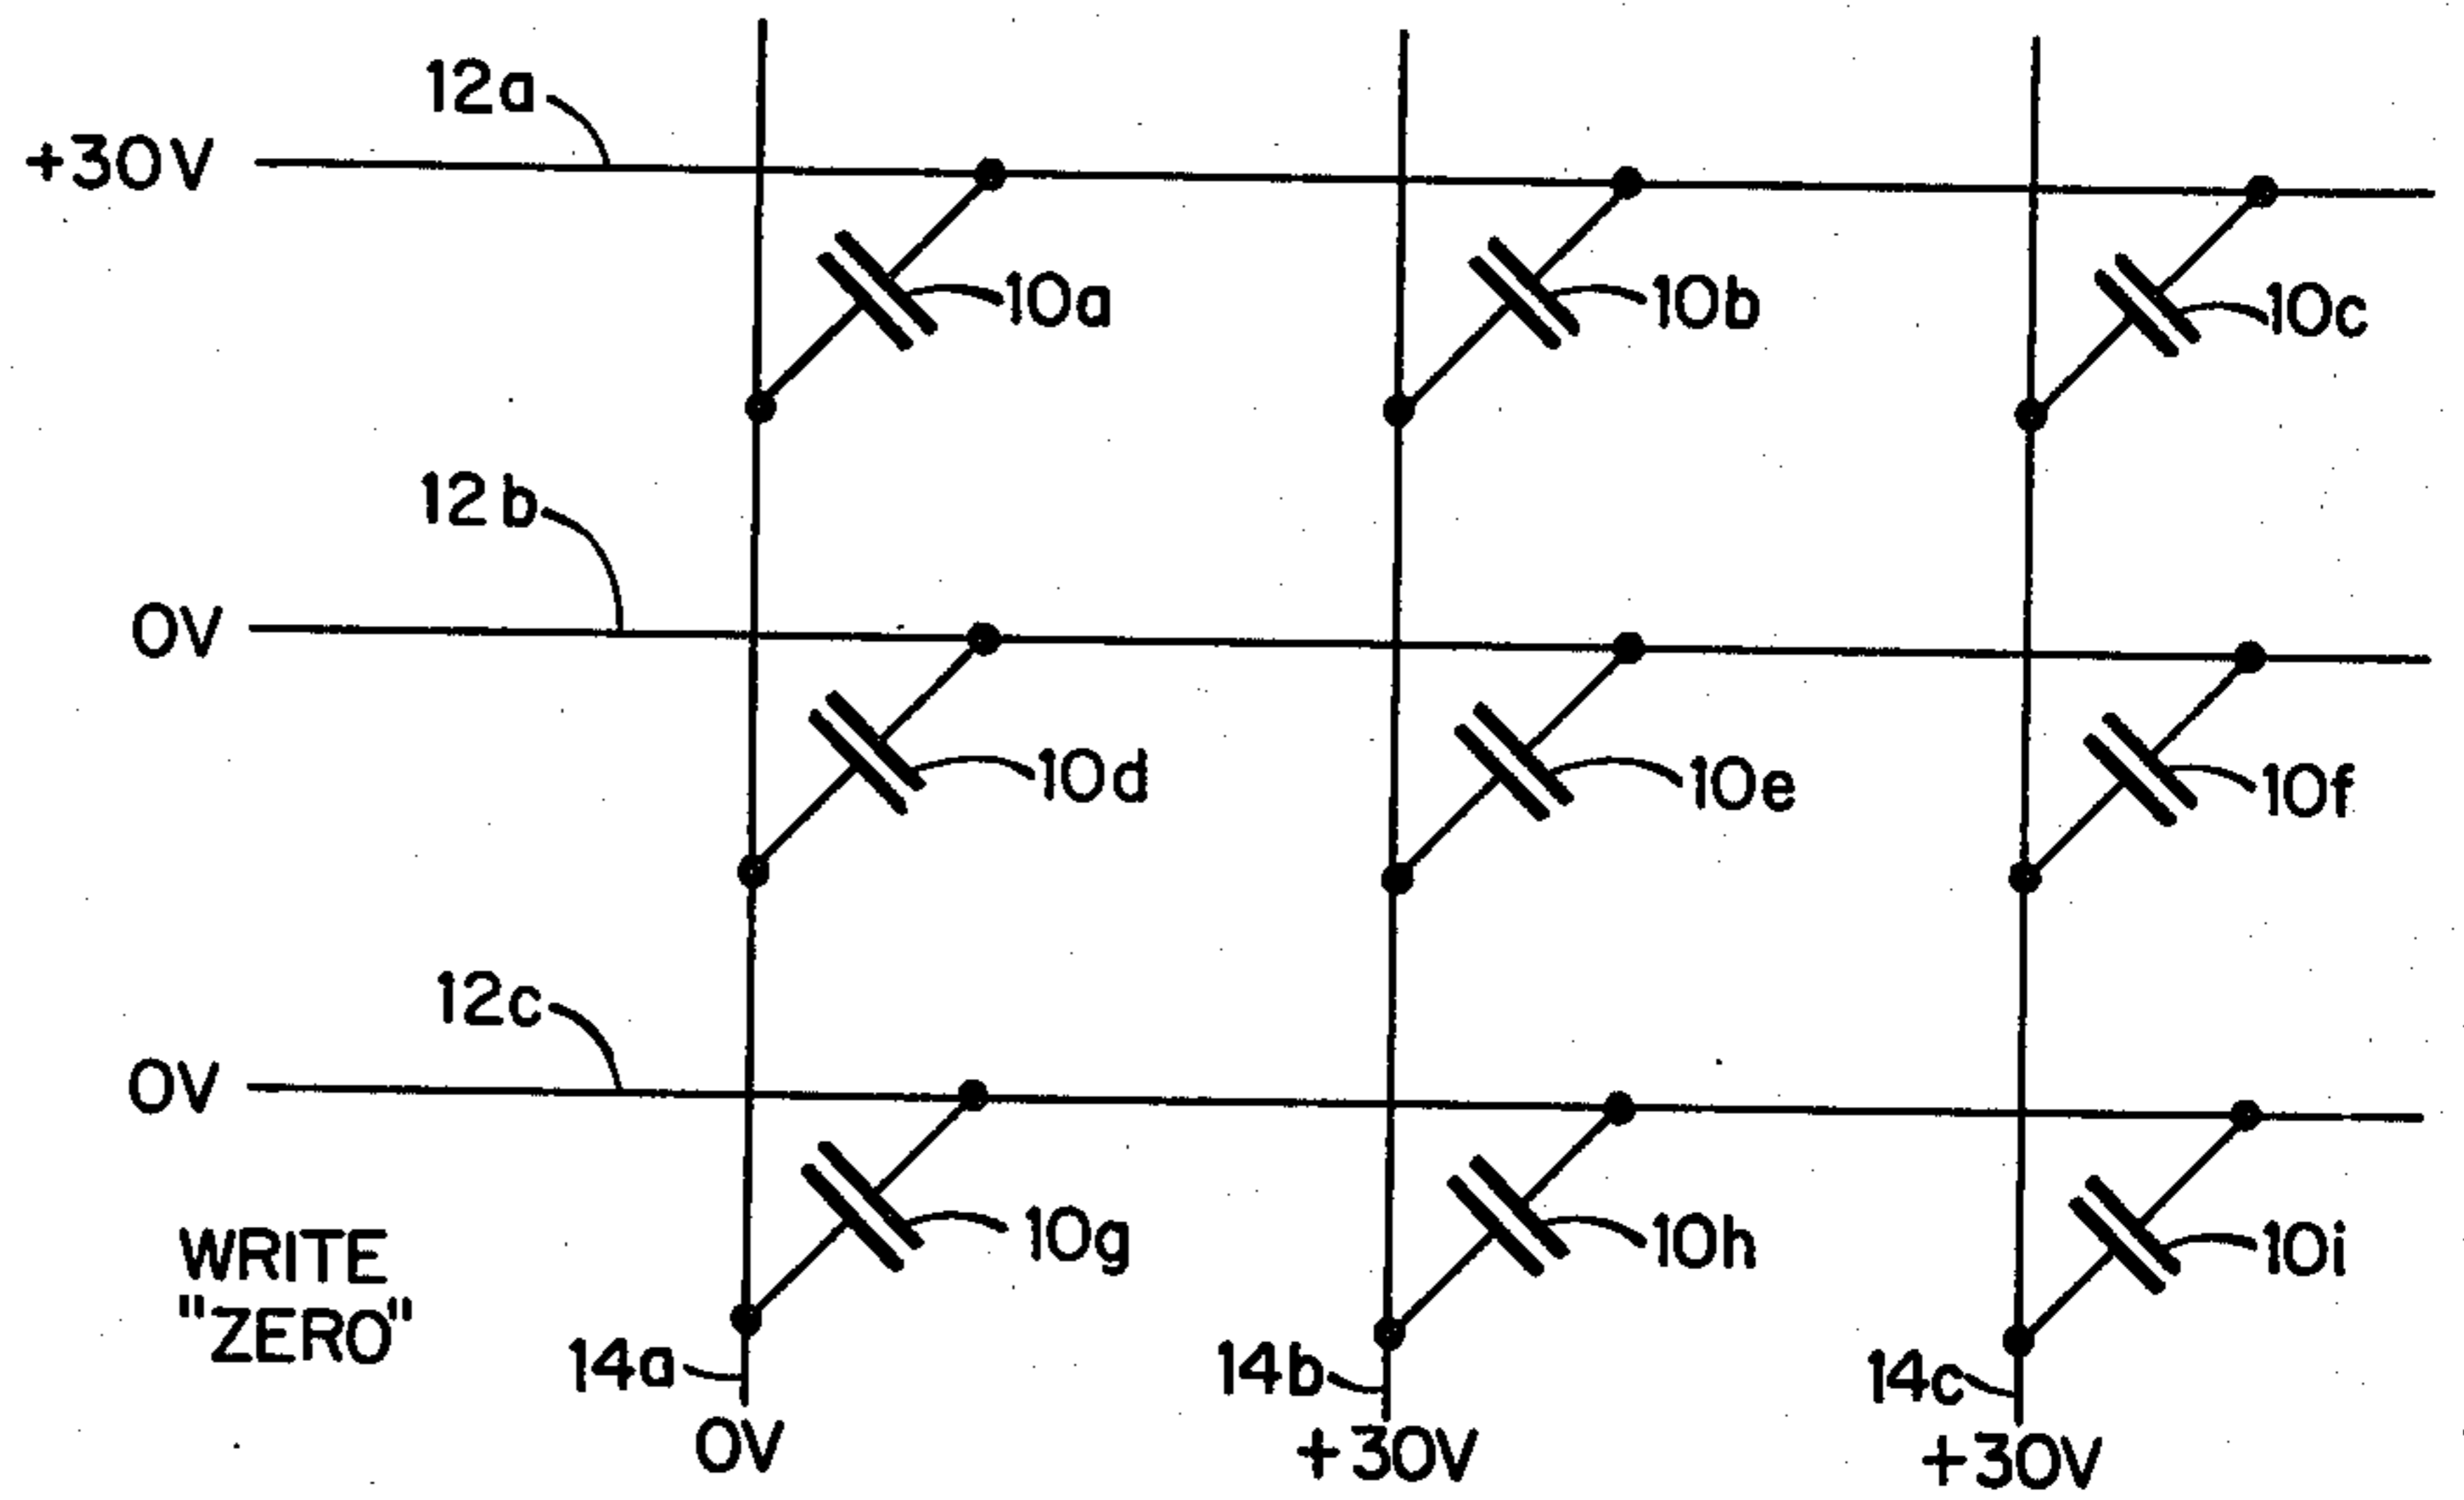 12a
+30V
10a
10b
10c
12b
0V
10d
10e
10f
12c
0V
10g
10h
10i
WRITE
"ZERO"
14a
14b
14c
0V
+30V
+30V